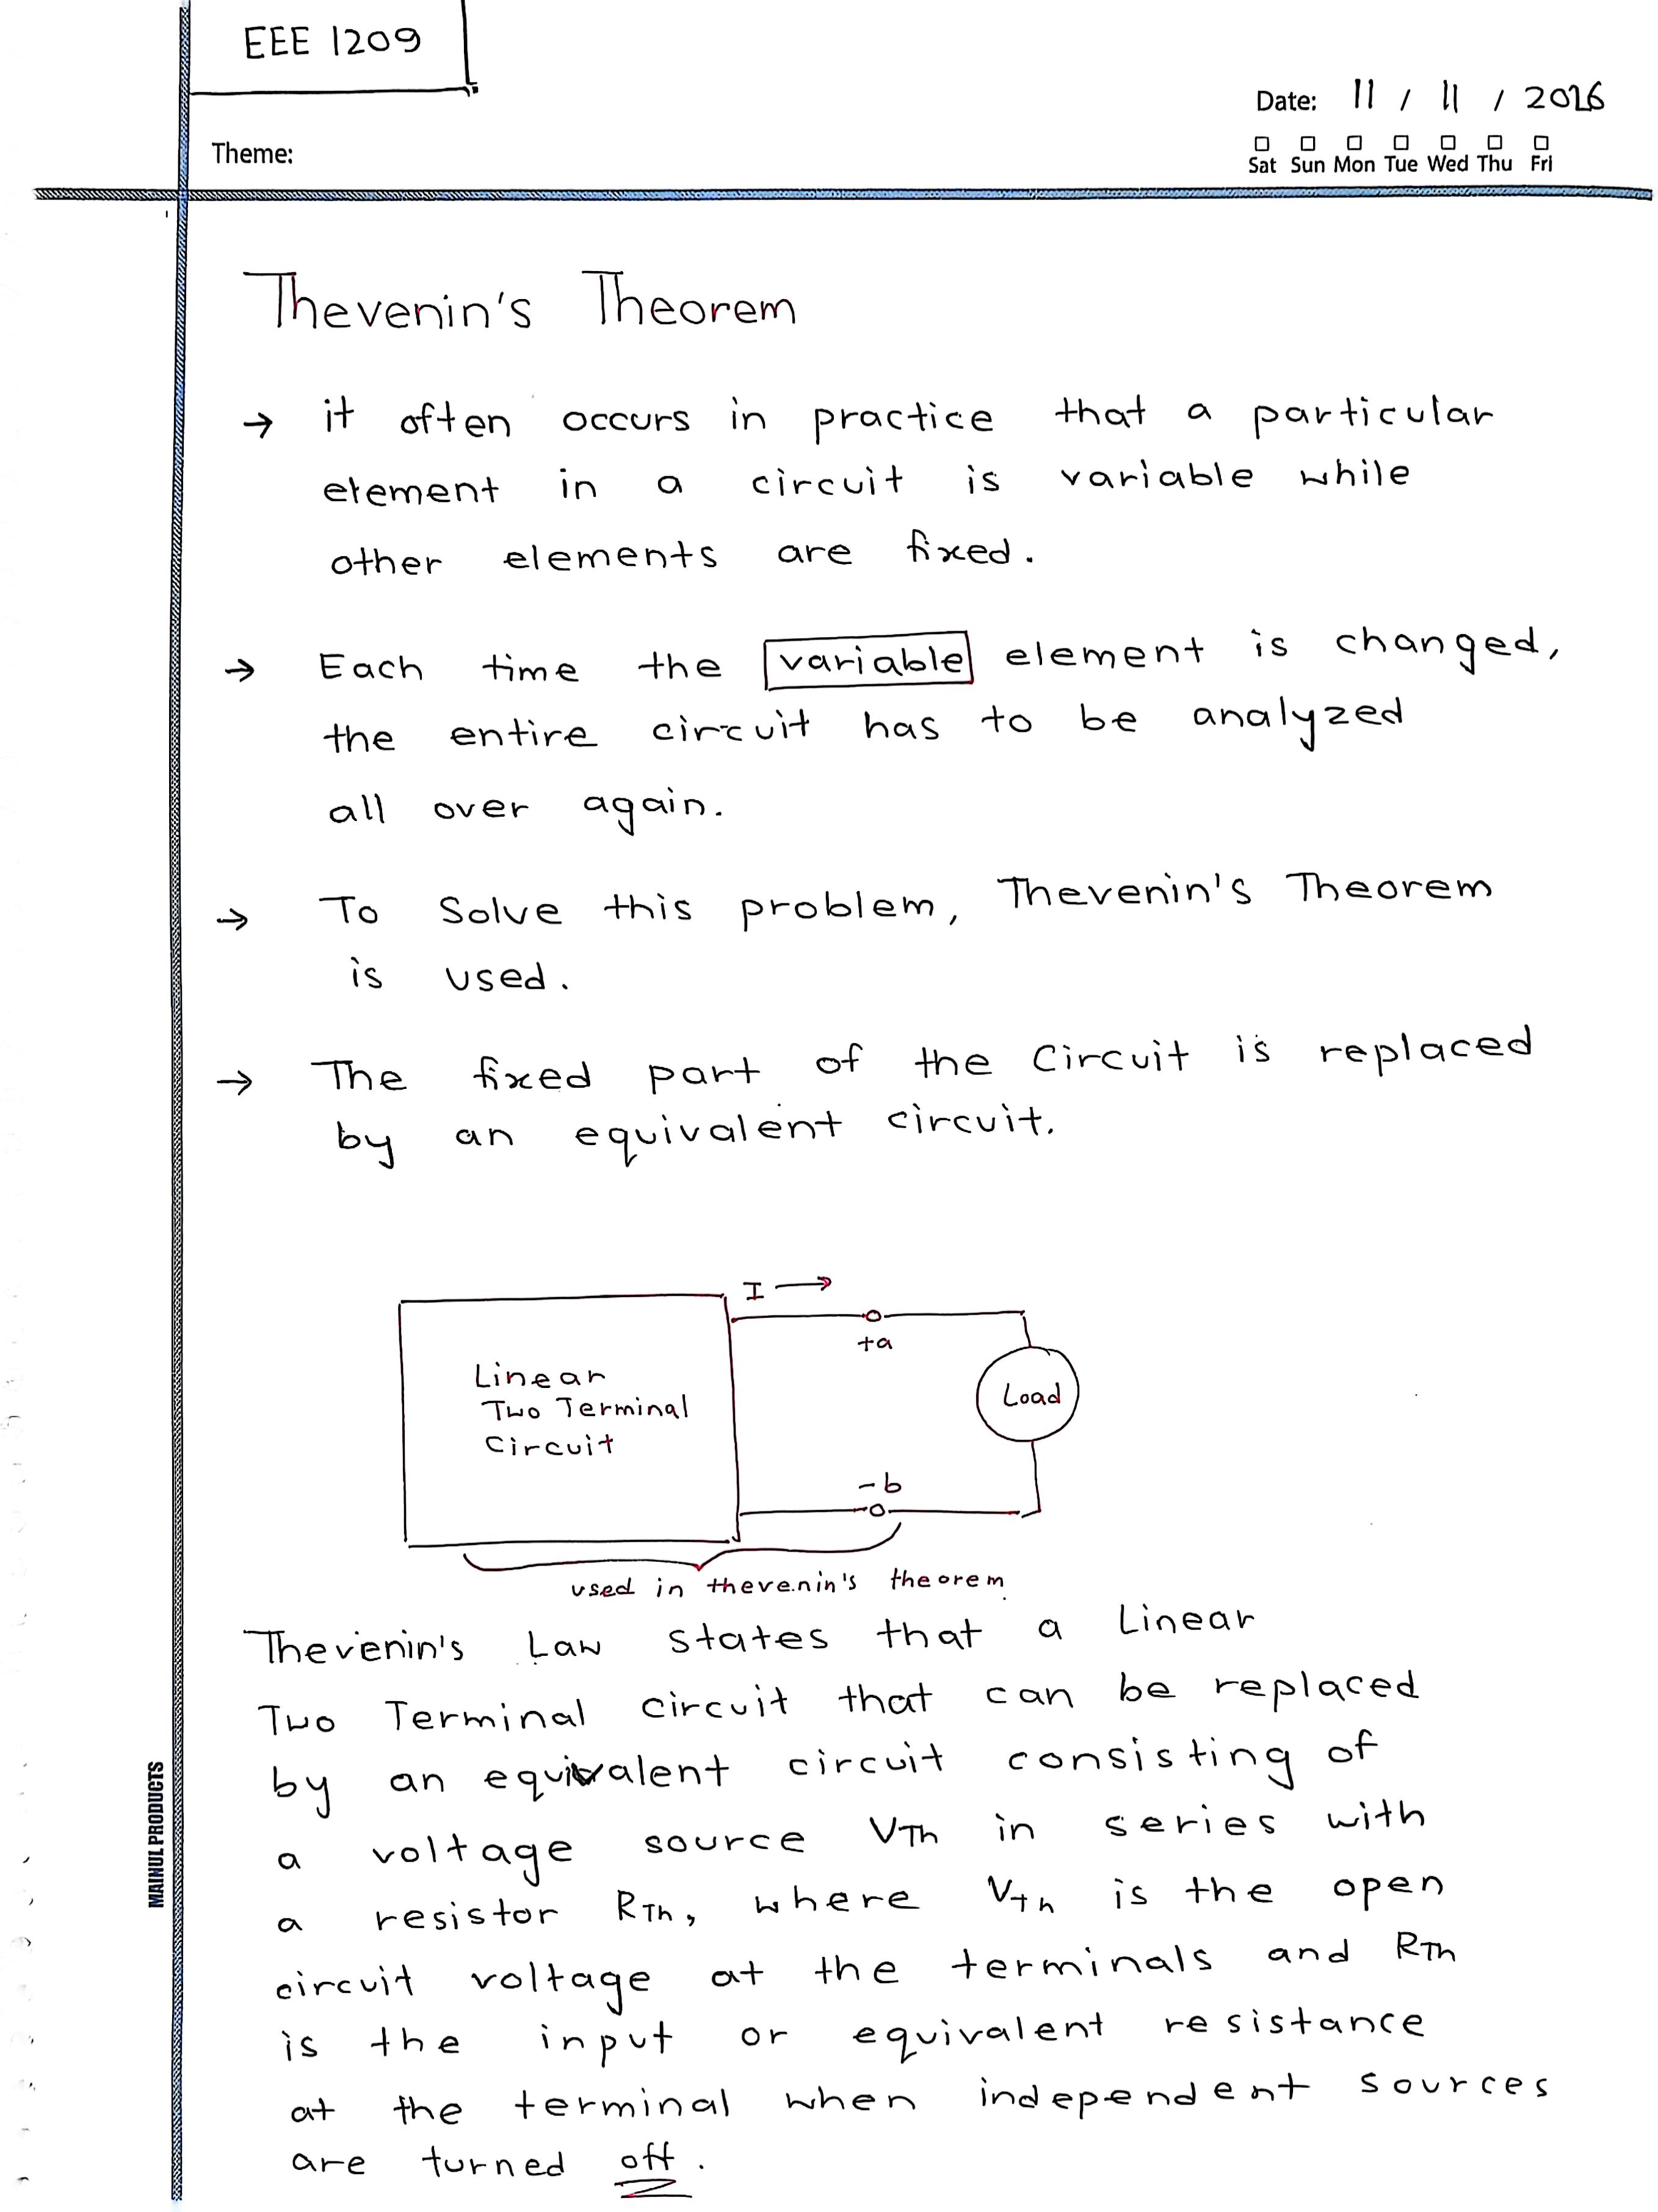 EEE 1209
Date: 11 / 11 / 2026
Sat Sun Mon Tue Wed Thu Fri
Theme:
Thevenin's Theorem
→ it often occurs in practice that a particular
element in a circuit is variable while
other elements are fixed.
→ Each time the variable element is changed,
the entire circuit has to be analyzed
all over again.
→ To Solve this problem, Thevenin's Theorem
is used.
→ The fixed part of the Circuit is replaced
by an equivalent circuit.
I →
+a
Linear
Two Terminal
Circuit
Load
-b
used in thevenin's theorem
Thevenin's Law states that a Linear
Two Terminal circuit that can be replaced
by an equivalent circuit consisting of
a voltage source VTh in series with
a resistor RTh, where Vth is the open
circuit voltage at the terminals and RTh
is the input or equivalent resistance
at the terminal when independent sources
are turned off.
MAINUL PRODUCTS